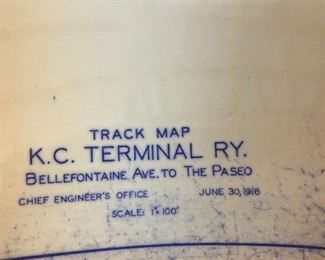 TRACK MAP
K.C. TERMINAL RY.
BELLEFONTAINE AVE. TO THE PASEO
CHIEF ENGINEER'S OFFICE JUNE 30, 1916
SCALE: 1"=100'